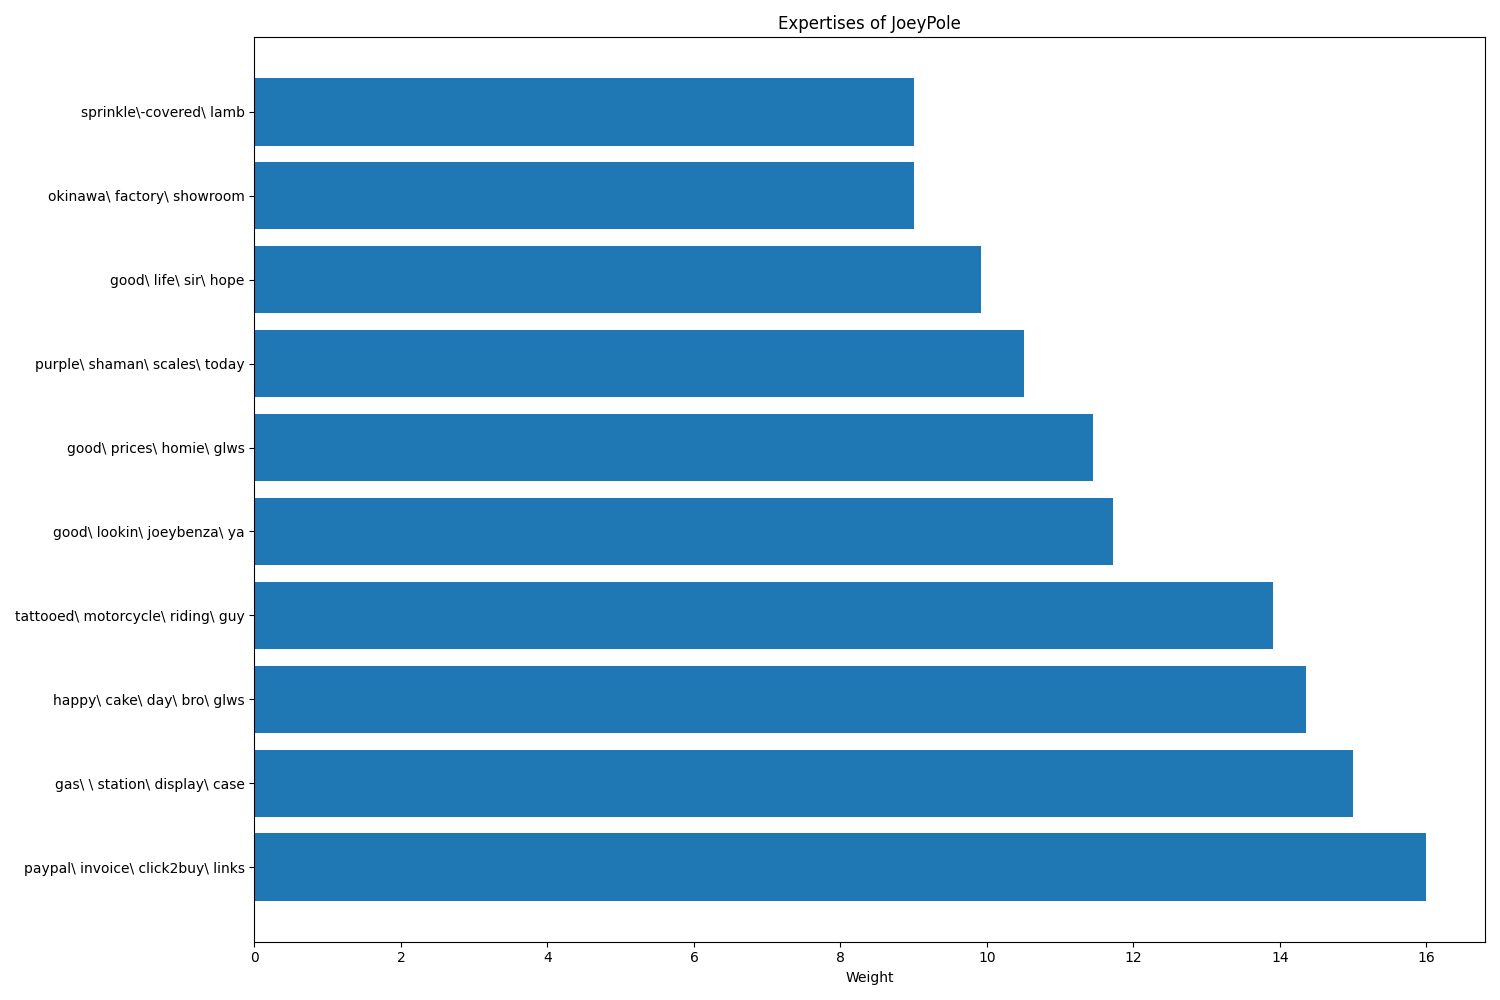 Expertises of JoeyPole
sprinkle\-covered\ lamb
okinawa\ factory\ showroom
good\ life\ sir\ hope
purple\ shaman\ scales\ today
good\ prices\ homie\ glws
good\ lookin\ joeybenza\ ya
tattooed\ motorcycle\ riding\ guy
happy\ cake\ day\ bro\ glws
gas\ \ station\ display\ case
paypal\ invoice\ click2buy\ links
0 2 4 6 8 10 12 14 16
Weight